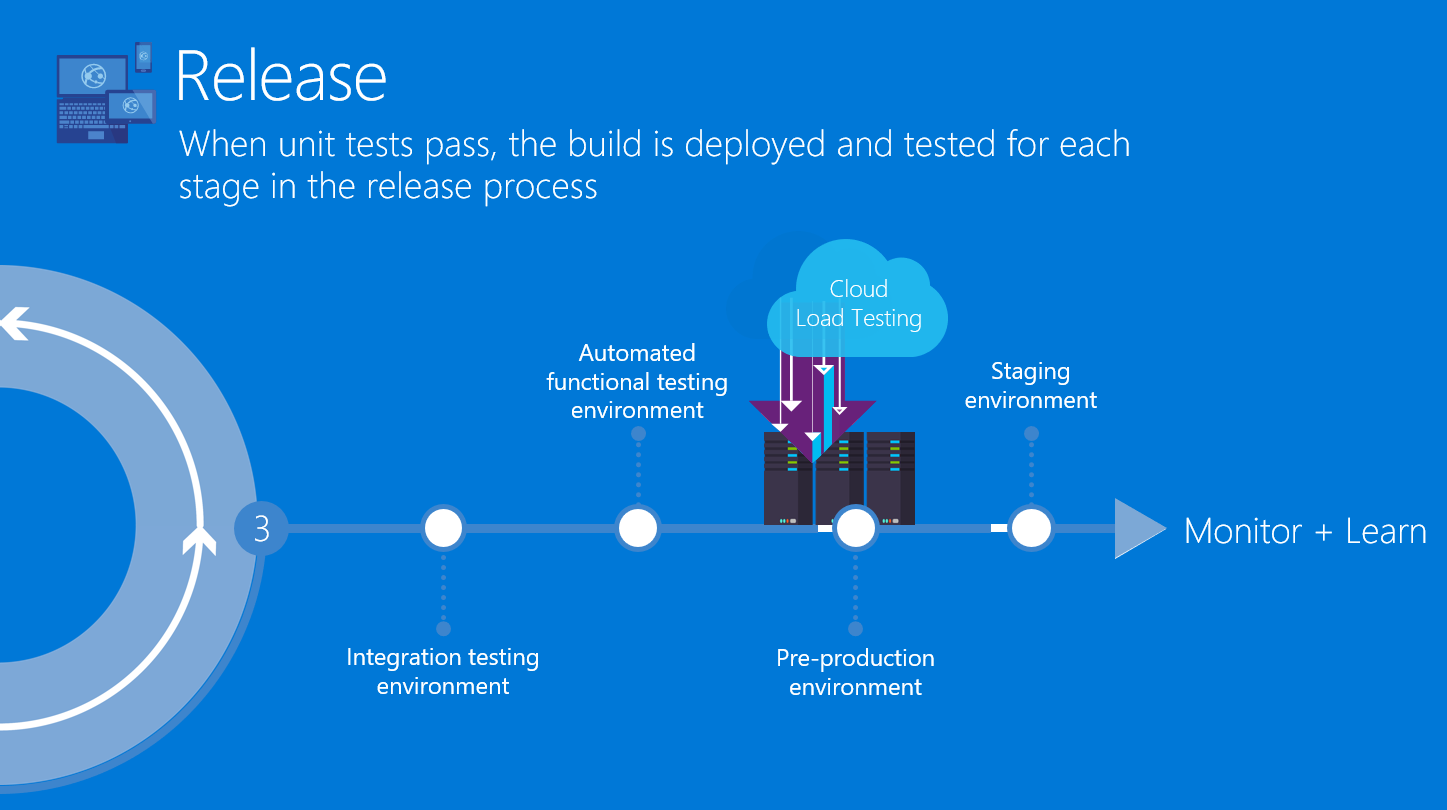 Release
When unit tests pass, the build is deployed and tested for each
stage in the release process
Cloud
Load Testing
Automated
functional testing
environment
Staging
environment
3
Monitor + Learn
Integration testing
environment
Pre-production
environment